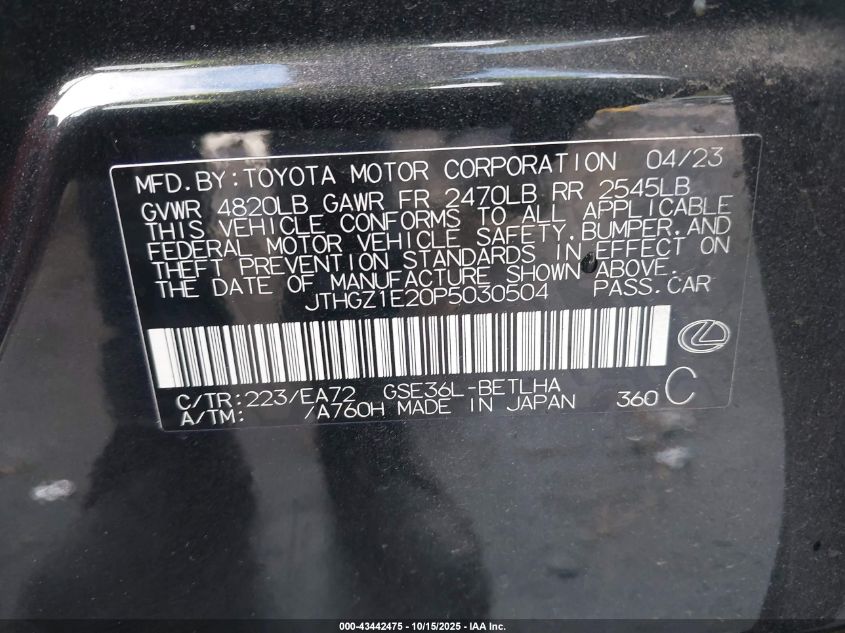 MFD.BY:TOYOTA MOTOR CORPORATION 04/23
GVWR 4820LB GAWR FR 2470LB RR 2545LB
THIS VEHICLE CONFORMS TO ALL APPLICABLE
FEDERAL MOTOR VEHICLE SAFETY,BUMPER,AND
THEFT PREVENTION STANDARDS IN EFFECT ON
THE DATE OF MANUFACTURE SHOWN ABOVE.
JTHGZ1E20P5030504 PASS.CAR
C/TR:223/EA72 GSE36L-BETLHA
A/TM: /A760H MADE IN JAPAN 360 C
000-43442475 - 10/15/2025 - IAA Inc.